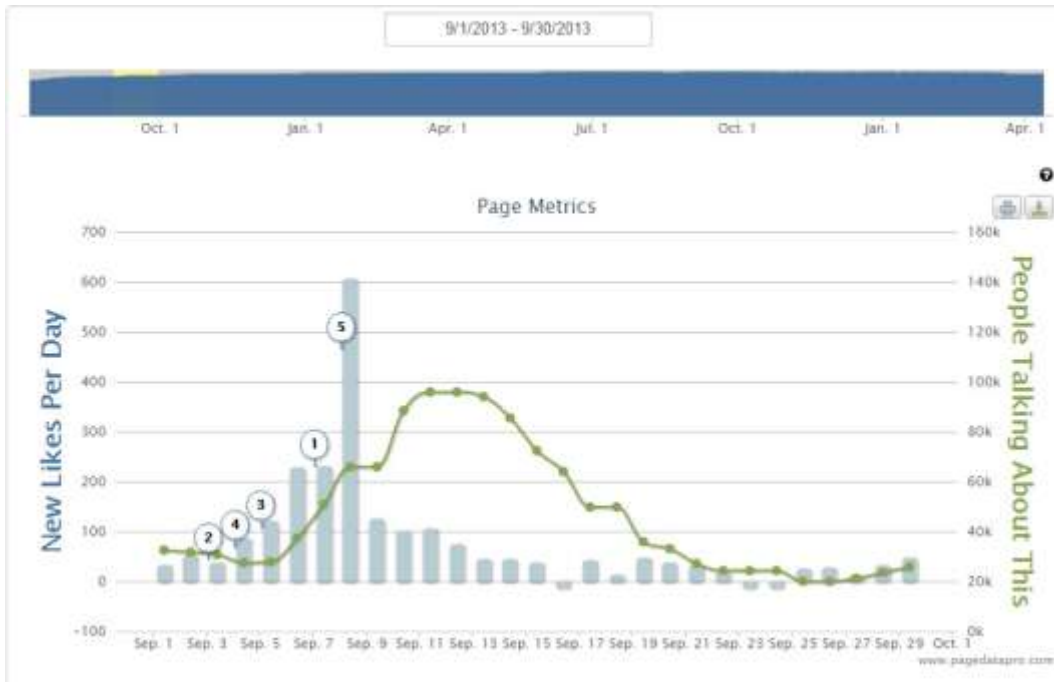 9/1/2013 - 9/30/2013
Oct. 1 Jan. 1 Apr. 1 Jul. 1 Oct. 1 Jan. 1 Apr. 1
?
Page Metrics
New Likes Per Day
700
600
500
400
300
200
100
0
-100
5
1
3
4
2
160k
140k
120k
100k
80k
60k
40k
20k
0k
People Talking About This
Sep. 1 Sep. 3 Sep. 5 Sep. 7 Sep. 9 Sep. 11 Sep. 13 Sep. 15 Sep. 17 Sep. 19 Sep. 21 Sep. 23 Sep. 25 Sep. 27 Sep. 29 Oct. 1
www.pagedatapro.com